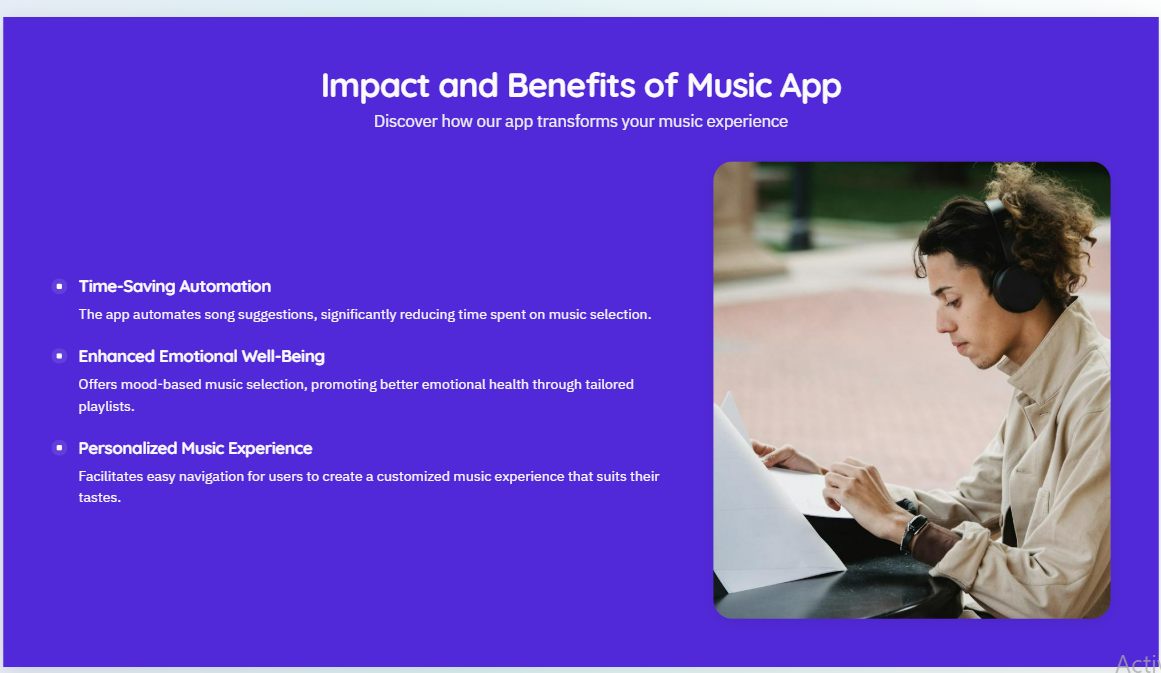 Impact and Benefits of Music App
Discover how our app transforms your music experience
Time-Saving Automation
The app automates song suggestions, significantly reducing time spent on music selection.
Enhanced Emotional Well-Being
Offers mood-based music selection, promoting better emotional health through tailored
playlists.
Personalized Music Experience
Facilitates easy navigation for users to create a customized music experience that suits their
tastes.